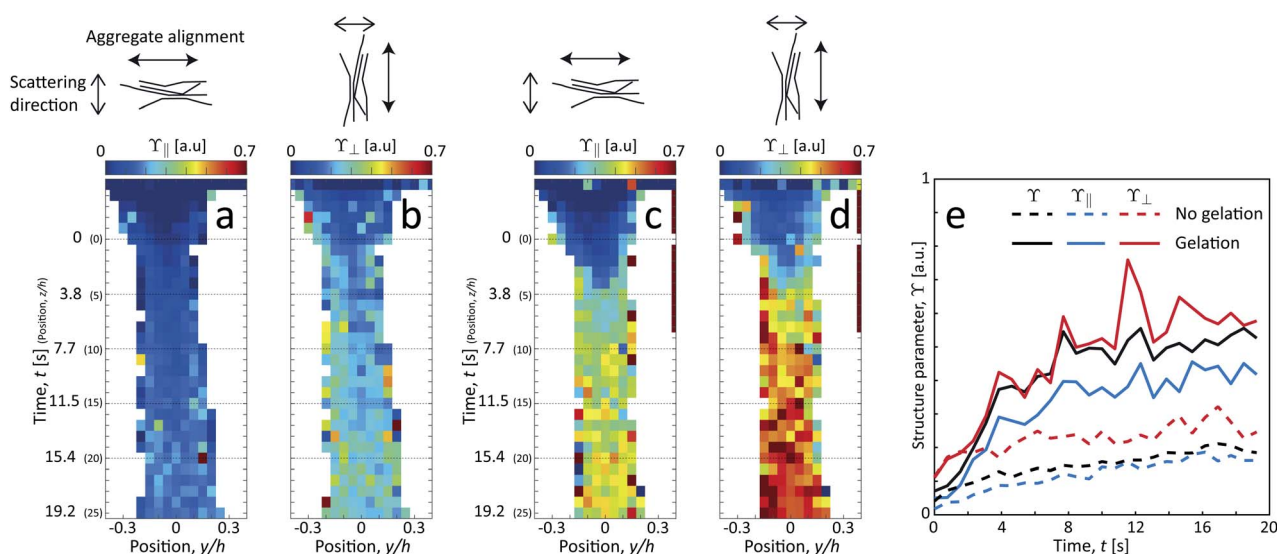 Aggregate alignment
Scattering
direction
0 ϒ∥ [a.u] 0.7
0 ϒ⊥ [a.u] 0.7
0 ϒ∥ [a.u] 0.7
0 ϒ⊥ [a.u] 0.7
a
b
c
d
Time, t [s] (Position, z/h)
0 (0)
3.8 (5)
7.7 (10)
11.5 (15)
15.4 (20)
19.2 (25)
-0.3 0 0.3
Position, y/h
-0.3 0 0.3
Position, y/h
-0.3 0 0.3
Position, y/h
-0.3 0 0.3
Position, y/h
e
ϒ ϒ∥ ϒ⊥
No gelation
Gelation
Structure parameter, ϒ [a.u.]
1
0
0 4 8 12 16 20
Time, t [s]